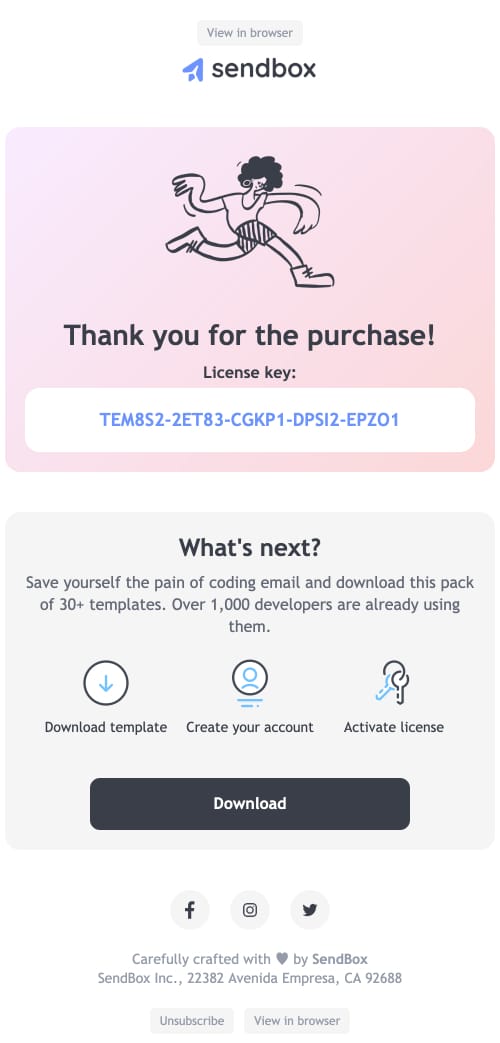 View in browser
sendbox
Thank you for the purchase!
License key:
TEM8S2-2ET83-CGKP1-DPSI2-EPZO1
What's next?
Save yourself the pain of coding email and download this pack
of 30+ templates. Over 1,000 developers are already using
them.
Download template
Create your account
Activate license
Download
Carefully crafted with ♥ by SendBox
SendBox Inc., 22382 Avenida Empresa, CA 92688
Unsubscribe
View in browser